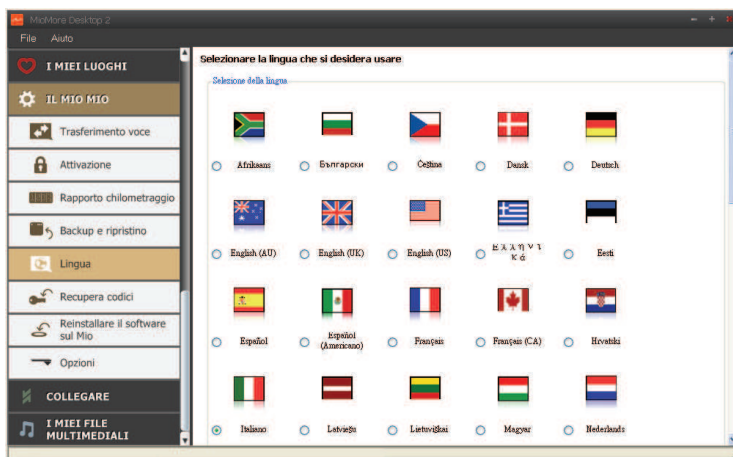 MioMore Desktop 2
File Aiuto
I MIEI LUOGHI
IL MIO MIO
Trasferimento voce
Attivazione
Rapporto chilometraggio
Backup e ripristino
Lingua
Recupera codici
Reinstallare il software
sul Mio
Opzioni
COLLEGARE
I MIEI FILE
MULTIMEDIALI
Selezionare la lingua che si desidera usare
Selezione della lingua
Afrikaans Български Čeština Dansk Deutsch
English (AU) English (UK) English (US) Ελληνικά Eesti
Español Español (Americano) Français Français (CA) Hrvatski
Italiano Latviešu Lietuviškai Magyar Nederlands